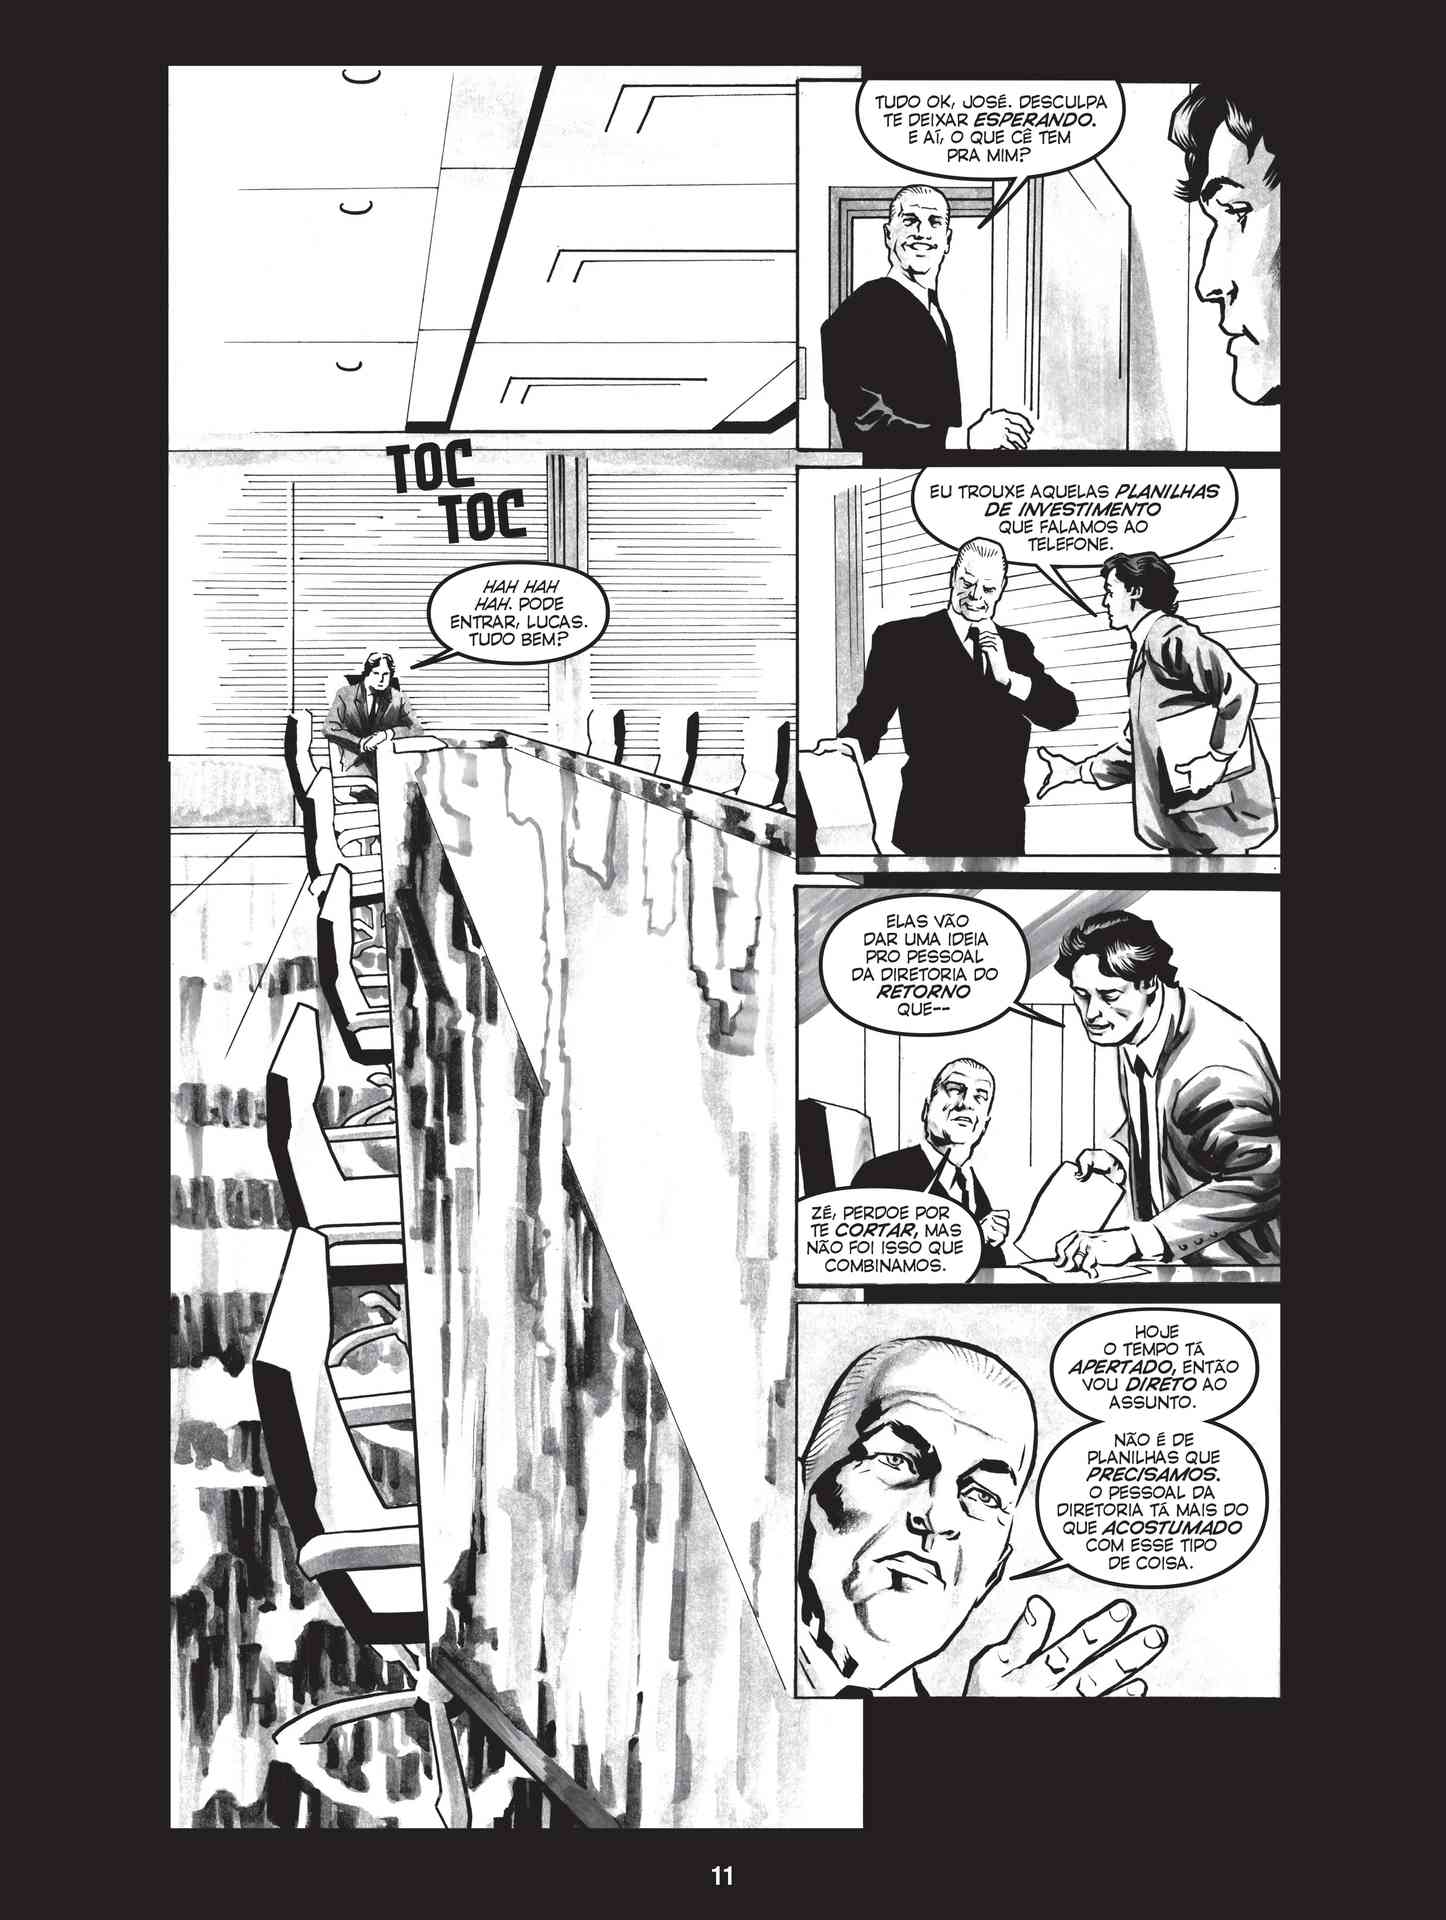 TOC
TOC
HAH HAH
HAH. PODE
ENTRAR, LUCAS.
TUDO BEM?
TUDO OK, JOSÉ. DESCULPA
TE DEIXAR ESPERANDO.
E AÍ, O QUE CÊ TEM
PRA MIM?
EU TROUXE AQUELAS PLANILHAS
DE INVESTIMENTO
QUE FALAMOS AO
TELEFONE.
ELAS VÃO
DAR UMA IDEIA
PRO PESSOAL
DA DIRETORIA DO
RETORNO
QUE--
ZÉ, PERDOE POR
TE CORTAR, MAS
NÃO FOI ISSO QUE
COMBINAMOS.
HOJE
O TEMPO TÁ
APERTADO, ENTÃO
VOU DIRETO AO
ASSUNTO.
NÃO É DE
PLANILHAS QUE
PRECISAMOS.
O PESSOAL DA
DIRETORIA TÁ MAIS DO
QUE ACOSTUMADO
COM ESSE TIPO
DE COISA.
11